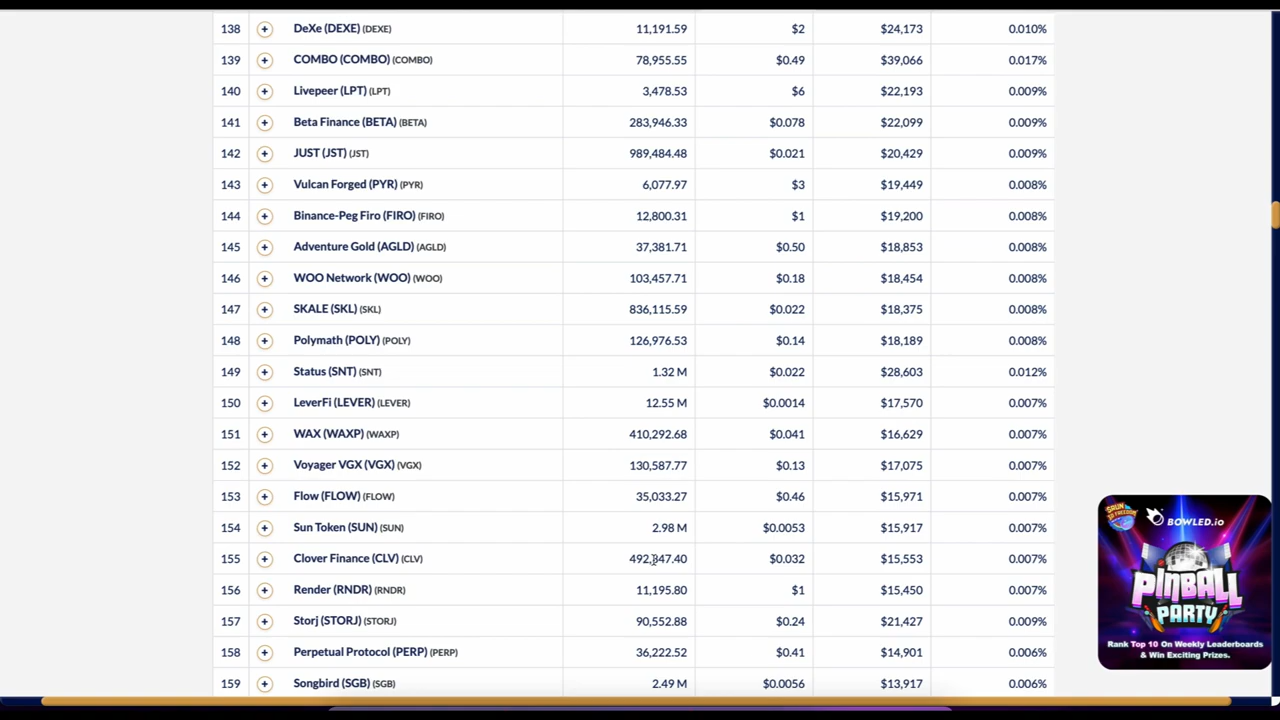 138 + DeXe (DEXE) (DEXE) 11,191.59 $2 $24,173 0.010%
139 + COMBO (COMBO) (COMBO) 78,955.55 $0.49 $39,066 0.017%
140 + Livepeer (LPT) (LPT) 3,478.53 $6 $22,193 0.009%
141 + Beta Finance (BETA) (BETA) 283,946.33 $0.078 $22,099 0.009%
142 + JUST (JST) (JST) 989,484.48 $0.021 $20,429 0.009%
143 + Vulcan Forged (PYR) (PYR) 6,077.97 $3 $19,449 0.008%
144 + Binance-Peg Firo (FIRO) (FIRO) 12,800.31 $1 $19,200 0.008%
145 + Adventure Gold (AGLD) (AGLD) 37,381.71 $0.50 $18,853 0.008%
146 + WOO Network (WOO) (WOO) 103,457.71 $0.18 $18,454 0.008%
147 + SKALE (SKL) (SKL) 836,115.59 $0.022 $18,375 0.008%
148 + Polymath (POLY) (POLY) 126,976.53 $0.14 $18,189 0.008%
149 + Status (SNT) (SNT) 1.32 M $0.022 $28,603 0.012%
150 + LeverFi (LEVER) (LEVER) 12.55 M $0.0014 $17,570 0.007%
151 + WAX (WAXP) (WAXP) 410,292.68 $0.041 $16,629 0.007%
152 + Voyager VGX (VGX) (VGX) 130,587.77 $0.13 $17,075 0.007%
153 + Flow (FLOW) (FLOW) 35,033.27 $0.46 $15,971 0.007%
154 + Sun Token (SUN) (SUN) 2.98 M $0.0053 $15,917 0.007%
155 + Clover Finance (CLV) (CLV) $0.032 $15,553 0.007%
156 + Render (RNDR) (RNDR) 11,195.80 $1 $15,450 0.007%
157 + Storj (STORJ) (STORJ) 90,552.88 $0.24 $21,427 0.009%
158 + Perpetual Protocol (PERP) (PERP) 36,222.52 $0.41 $14,901 0.006%
159 + Songbird (SGB) (SGB) 2.49 M $0.0056 $13,917 0.006%
BOWLED.io
PINBALL
PARTY
Rank Top 10 On Weekly Leaderboards
& Win Exciting Prizes.